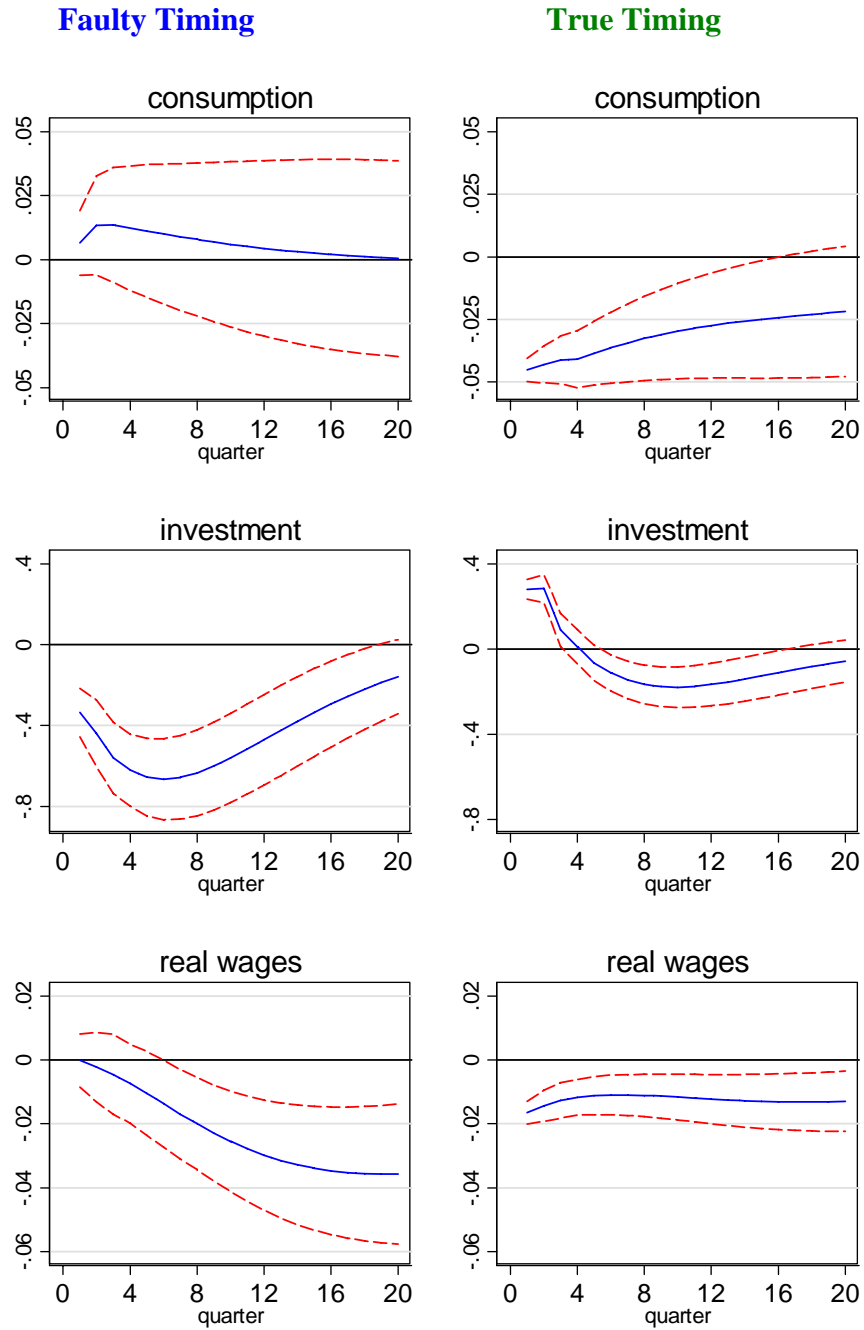 Faulty Timing
True Timing
consumption
.05
.025
0
-.025
-.05
0 4 8 12 16 20
quarter
consumption
.05
.025
0
-.025
-.05
0 4 8 12 16 20
quarter
investment
.4
0
-.4
-.8
0 4 8 12 16 20
quarter
investment
.4
0
-.4
-.8
0 4 8 12 16 20
quarter
real wages
.02
0
-.02
-.04
-.06
0 4 8 12 16 20
quarter
real wages
.02
0
-.02
-.04
-.06
0 4 8 12 16 20
quarter